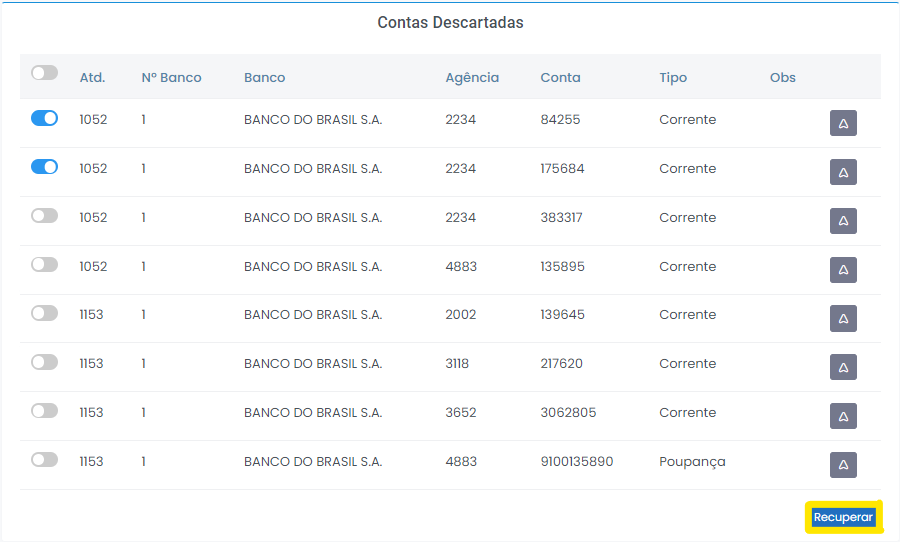 Contas Descartadas
Atd. Nº Banco Banco Agência Conta Tipo Obs
1052 1 BANCO DO BRASIL S.A. 2234 84255 Corrente
1052 1 BANCO DO BRASIL S.A. 2234 175684 Corrente
1052 1 BANCO DO BRASIL S.A. 2234 383317 Corrente
1052 1 BANCO DO BRASIL S.A. 4883 135895 Corrente
1153 1 BANCO DO BRASIL S.A. 2002 139645 Corrente
1153 1 BANCO DO BRASIL S.A. 3118 217620 Corrente
1153 1 BANCO DO BRASIL S.A. 3652 3062805 Corrente
1153 1 BANCO DO BRASIL S.A. 4883 9100135890 Poupança
Recuperar